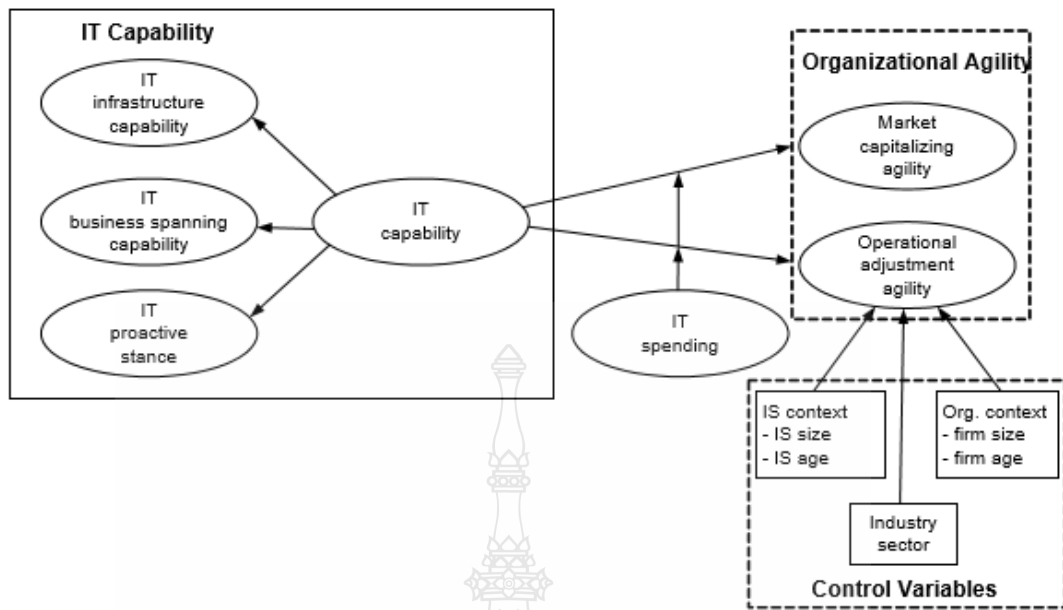 IT Capability
IT
infrastructure
capability
IT
business spanning
capability
IT
proactive
stance
IT
capability
IT
spending
Organizational Agility
Market
capitalizing
agility
Operational
adjustment
agility
IS context
- IS size
- IS age
Org. context
- firm size
- firm age
Industry
sector
Control Variables